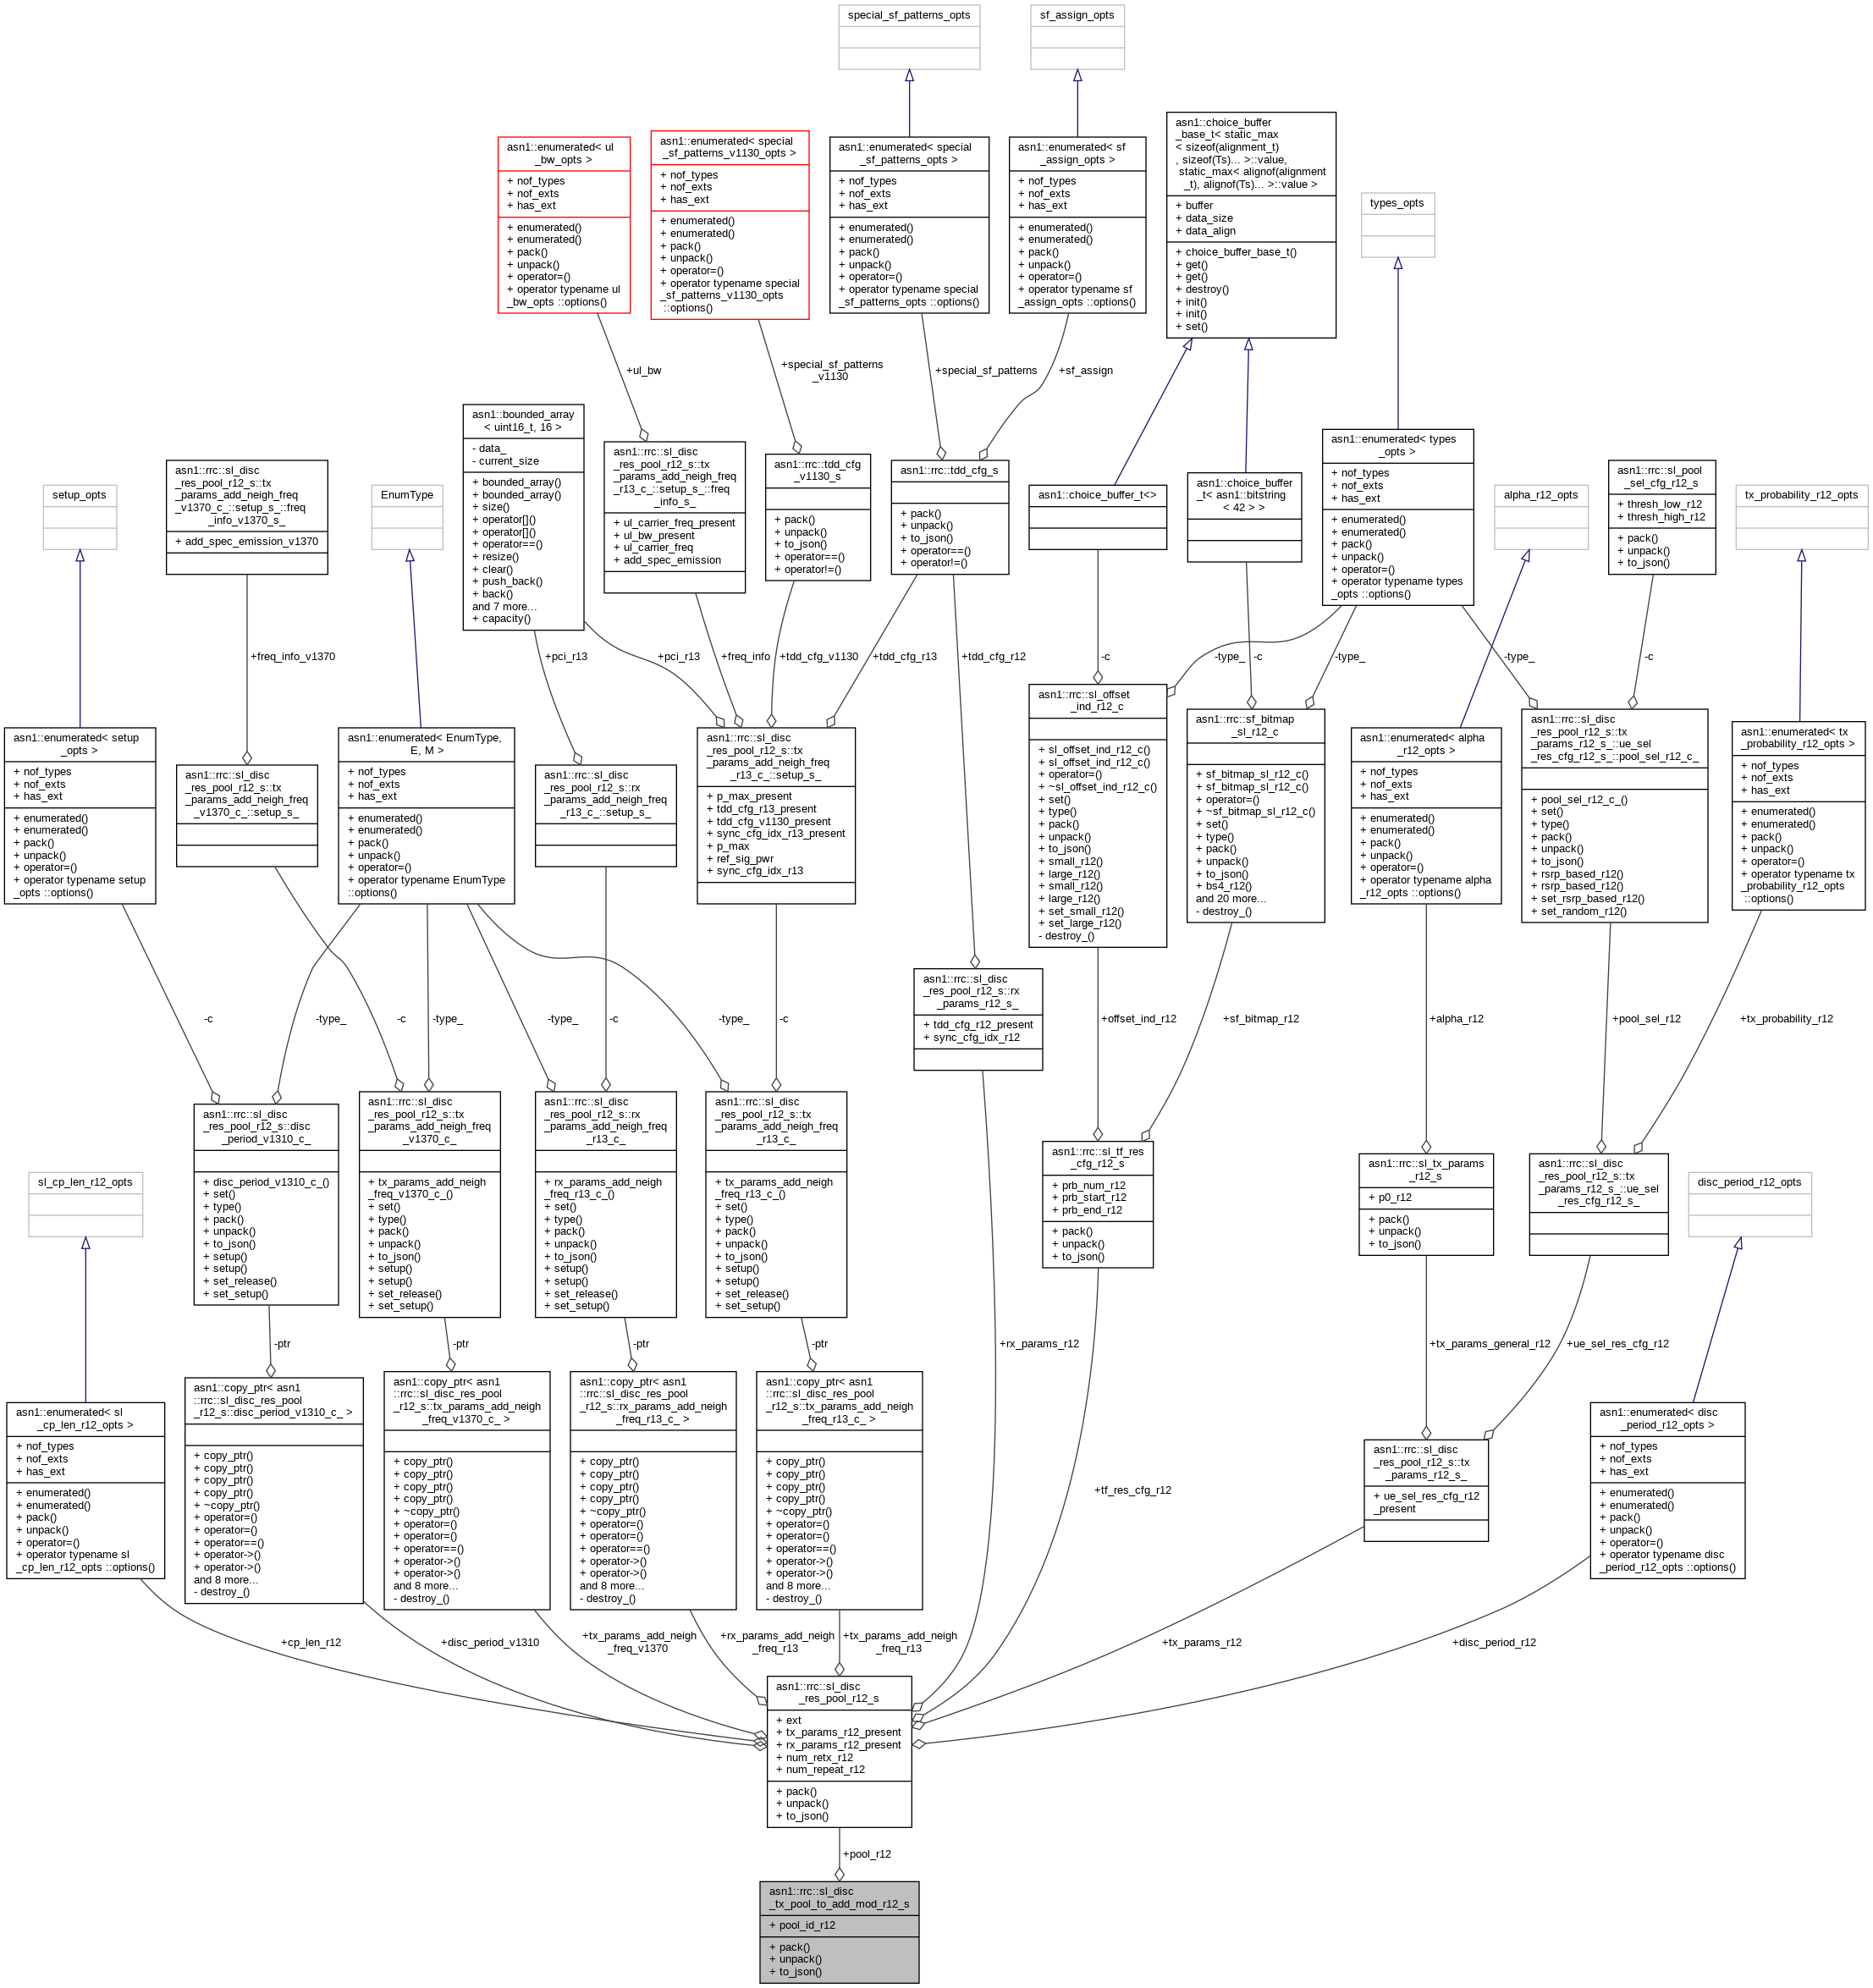 special_sf_patterns_opts
sf_assign_opts
asn1::choice_buffer
_base_t< static_max
< sizeof(alignment_t)
, sizeof(Ts)... >::value,
static_max< alignof(alignment
_t), alignof(Ts)... >::value >
+ buffer
+ data_size
+ data_align
+ choice_buffer_base_t()
+ get()
+ get()
+ destroy()
+ init()
+ init()
+ set()
asn1::enumerated< ul
_bw_opts >
+ nof_types
+ nof_exts
+ has_ext
+ enumerated()
+ enumerated()
+ pack()
+ unpack()
+ operator=()
+ operator typename ul
_bw_opts ::options()
asn1::enumerated< special
_sf_patterns_v1130_opts >
+ nof_types
+ nof_exts
+ has_ext
+ enumerated()
+ enumerated()
+ pack()
+ unpack()
+ operator=()
+ operator typename special
_sf_patterns_v1130_opts
::options()
asn1::enumerated< special
_sf_patterns_opts >
+ nof_types
+ nof_exts
+ has_ext
+ enumerated()
+ enumerated()
+ pack()
+ unpack()
+ operator=()
+ operator typename special
_sf_patterns_opts ::options()
asn1::enumerated< sf
_assign_opts >
+ nof_types
+ nof_exts
+ has_ext
+ enumerated()
+ enumerated()
+ pack()
+ unpack()
+ operator=()
+ operator typename sf
_assign_opts ::options()
types_opts
+ul_bw
+special_sf_patterns
_v1130
+special_sf_patterns
+sf_assign
setup_opts
asn1::rrc::sl_disc
_res_pool_r12_s::tx
_params_add_neigh_freq
_v1370_c_::setup_s_::freq
_info_v1370_s_
+ add_spec_emission_v1370
EnumType
asn1::bounded_array
< uint16_t, 16 >
- data_
- current_size
+ bounded_array()
+ bounded_array()
+ size()
+ operator[]()
+ operator[]()
+ operator==()
+ resize()
+ clear()
+ push_back()
+ back()
and 7 more...
+ capacity()
asn1::rrc::sl_disc
_res_pool_r12_s::tx
_params_add_neigh_freq
_r13_c_::setup_s_::freq
_info_s_
+ ul_carrier_freq_present
+ ul_bw_present
+ ul_carrier_freq
+ add_spec_emission
asn1::rrc::tdd_cfg
_v1130_s
+ pack()
+ unpack()
+ to_json()
+ operator==()
+ operator!=()
asn1::rrc::tdd_cfg_s
+ pack()
+ unpack()
+ to_json()
+ operator==()
+ operator!=()
asn1::choice_buffer_t<>
asn1::choice_buffer
_t< asn1::bitstring
< 42 > >
asn1::enumerated< types
_opts >
+ nof_types
+ nof_exts
+ has_ext
+ enumerated()
+ enumerated()
+ pack()
+ unpack()
+ operator=()
+ operator typename types
_opts ::options()
alpha_r12_opts
asn1::rrc::sl_pool
_sel_cfg_r12_s
+ thresh_low_r12
+ thresh_high_r12
+ pack()
+ unpack()
+ to_json()
tx_probability_r12_opts
+freq_info_v1370
+pci_r13
+pci_r13
+freq_info
+tdd_cfg_v1130
+tdd_cfg_r13
+tdd_cfg_r12
-c
-type_
-c
-type_
-type_
-c
asn1::enumerated< setup
_opts >
+ nof_types
+ nof_exts
+ has_ext
+ enumerated()
+ enumerated()
+ pack()
+ unpack()
+ operator=()
+ operator typename setup
_opts ::options()
asn1::rrc::sl_disc
_res_pool_r12_s::tx
_params_add_neigh_freq
_v1370_c_::setup_s_
asn1::enumerated< EnumType,
E, M >
+ nof_types
+ nof_exts
+ has_ext
+ enumerated()
+ enumerated()
+ pack()
+ unpack()
+ operator=()
+ operator typename EnumType
::options()
asn1::rrc::sl_disc
_res_pool_r12_s::rx
_params_add_neigh_freq
_r13_c_::setup_s_
asn1::rrc::sl_disc
_res_pool_r12_s::tx
_params_add_neigh_freq
_r13_c_::setup_s_
+ p_max_present
+ tdd_cfg_r13_present
+ tdd_cfg_v1130_present
+ sync_cfg_idx_r13_present
+ p_max
+ ref_sig_pwr
+ sync_cfg_idx_r13
asn1::rrc::sl_offset
_ind_r12_c
+ sl_offset_ind_r12_c()
+ sl_offset_ind_r12_c()
+ operator=()
+ ~sl_offset_ind_r12_c()
+ set()
+ type()
+ pack()
+ unpack()
+ to_json()
+ small_r12()
+ large_r12()
+ small_r12()
+ large_r12()
+ set_small_r12()
+ set_large_r12()
- destroy_()
asn1::rrc::sf_bitmap
_sl_r12_c
+ sf_bitmap_sl_r12_c()
+ sf_bitmap_sl_r12_c()
+ operator=()
+ ~sf_bitmap_sl_r12_c()
+ set()
+ type()
+ pack()
+ unpack()
+ to_json()
+ bs4_r12()
and 20 more...
- destroy_()
asn1::enumerated< alpha
_r12_opts >
+ nof_types
+ nof_exts
+ has_ext
+ enumerated()
+ enumerated()
+ pack()
+ unpack()
+ operator=()
+ operator typename alpha
_r12_opts ::options()
asn1::rrc::sl_disc
_res_pool_r12_s::tx
_params_r12_s_::ue_sel
_res_cfg_r12_s_::pool_sel_r12_c_
+ pool_sel_r12_c_()
+ set()
+ type()
+ pack()
+ unpack()
+ to_json()
+ rsrp_based_r12()
+ rsrp_based_r12()
+ set_rsrp_based_r12()
+ set_random_r12()
asn1::enumerated< tx
_probability_r12_opts >
+ nof_types
+ nof_exts
+ has_ext
+ enumerated()
+ enumerated()
+ pack()
+ unpack()
+ operator=()
+ operator typename tx
_probability_r12_opts
::options()
asn1::rrc::sl_disc
_res_pool_r12_s::rx
_params_r12_s_
+ tdd_cfg_r12_present
+ sync_cfg_idx_r12
-c
-type_
-c
-type_
-type_
-c
-type_
-c
+offset_ind_r12
+sf_bitmap_r12
+alpha_r12
+pool_sel_r12
+tx_probability_r12
sl_cp_len_r12_opts
asn1::rrc::sl_disc
_res_pool_r12_s::disc
_period_v1310_c_
+ disc_period_v1310_c_()
+ set()
+ type()
+ pack()
+ unpack()
+ to_json()
+ setup()
+ setup()
+ set_release()
+ set_setup()
asn1::rrc::sl_disc
_res_pool_r12_s::tx
_params_add_neigh_freq
_v1370_c_
+ tx_params_add_neigh
_freq_v1370_c_()
+ set()
+ type()
+ pack()
+ unpack()
+ to_json()
+ setup()
+ setup()
+ set_release()
+ set_setup()
asn1::rrc::sl_disc
_res_pool_r12_s::rx
_params_add_neigh_freq
_r13_c_
+ rx_params_add_neigh
_freq_r13_c_()
+ set()
+ type()
+ pack()
+ unpack()
+ to_json()
+ setup()
+ setup()
+ set_release()
+ set_setup()
asn1::rrc::sl_disc
_res_pool_r12_s::tx
_params_add_neigh_freq
_r13_c_
+ tx_params_add_neigh
_freq_r13_c_()
+ set()
+ type()
+ pack()
+ unpack()
+ to_json()
+ setup()
+ setup()
+ set_release()
+ set_setup()
asn1::rrc::sl_tf_res
_cfg_r12_s
+ prb_num_r12
+ prb_start_r12
+ prb_end_r12
+ pack()
+ unpack()
+ to_json()
asn1::rrc::sl_tx_params
_r12_s
+ p0_r12
+ pack()
+ unpack()
+ to_json()
asn1::rrc::sl_disc
_res_pool_r12_s::tx
_params_r12_s_::ue_sel
_res_cfg_r12_s_
disc_period_r12_opts
-ptr
-ptr
-ptr
-ptr
+rx_params_r12
+tx_params_general_r12
+ue_sel_res_cfg_r12
asn1::enumerated< sl
_cp_len_r12_opts >
+ nof_types
+ nof_exts
+ has_ext
+ enumerated()
+ enumerated()
+ pack()
+ unpack()
+ operator=()
+ operator typename sl
_cp_len_r12_opts ::options()
asn1::copy_ptr< asn1
::rrc::sl_disc_res_pool
_r12_s::disc_period_v1310_c_ >
+ copy_ptr()
+ copy_ptr()
+ copy_ptr()
+ copy_ptr()
+ ~copy_ptr()
+ operator=()
+ operator=()
+ operator==()
+ operator->()
+ operator->()
and 8 more...
- destroy_()
asn1::copy_ptr< asn1
::rrc::sl_disc_res_pool
_r12_s::tx_params_add_neigh
_freq_v1370_c_ >
+ copy_ptr()
+ copy_ptr()
+ copy_ptr()
+ copy_ptr()
+ ~copy_ptr()
+ operator=()
+ operator=()
+ operator==()
+ operator->()
+ operator->()
and 8 more...
- destroy_()
asn1::copy_ptr< asn1
::rrc::sl_disc_res_pool
_r12_s::rx_params_add_neigh
_freq_r13_c_ >
+ copy_ptr()
+ copy_ptr()
+ copy_ptr()
+ copy_ptr()
+ ~copy_ptr()
+ operator=()
+ operator=()
+ operator==()
+ operator->()
+ operator->()
and 8 more...
- destroy_()
asn1::copy_ptr< asn1
::rrc::sl_disc_res_pool
_r12_s::tx_params_add_neigh
_freq_r13_c_ >
+ copy_ptr()
+ copy_ptr()
+ copy_ptr()
+ copy_ptr()
+ ~copy_ptr()
+ operator=()
+ operator=()
+ operator==()
+ operator->()
+ operator->()
and 8 more...
- destroy_()
+tf_res_cfg_r12
asn1::rrc::sl_disc
_res_pool_r12_s::tx
_params_r12_s_
+ ue_sel_res_cfg_r12
_present
asn1::enumerated< disc
_period_r12_opts >
+ nof_types
+ nof_exts
+ has_ext
+ enumerated()
+ enumerated()
+ pack()
+ unpack()
+ operator=()
+ operator typename disc
_period_r12_opts ::options()
+cp_len_r12
+disc_period_v1310
+tx_params_add_neigh
_freq_v1370
+rx_params_add_neigh
_freq_r13
+tx_params_add_neigh
_freq_r13
+tx_params_r12
+disc_period_r12
asn1::rrc::sl_disc
_res_pool_r12_s
+ ext
+ tx_params_r12_present
+ rx_params_r12_present
+ num_retx_r12
+ num_repeat_r12
+ pack()
+ unpack()
+ to_json()
+pool_r12
asn1::rrc::sl_disc
_tx_pool_to_add_mod_r12_s
+ pool_id_r12
+ pack()
+ unpack()
+ to_json()